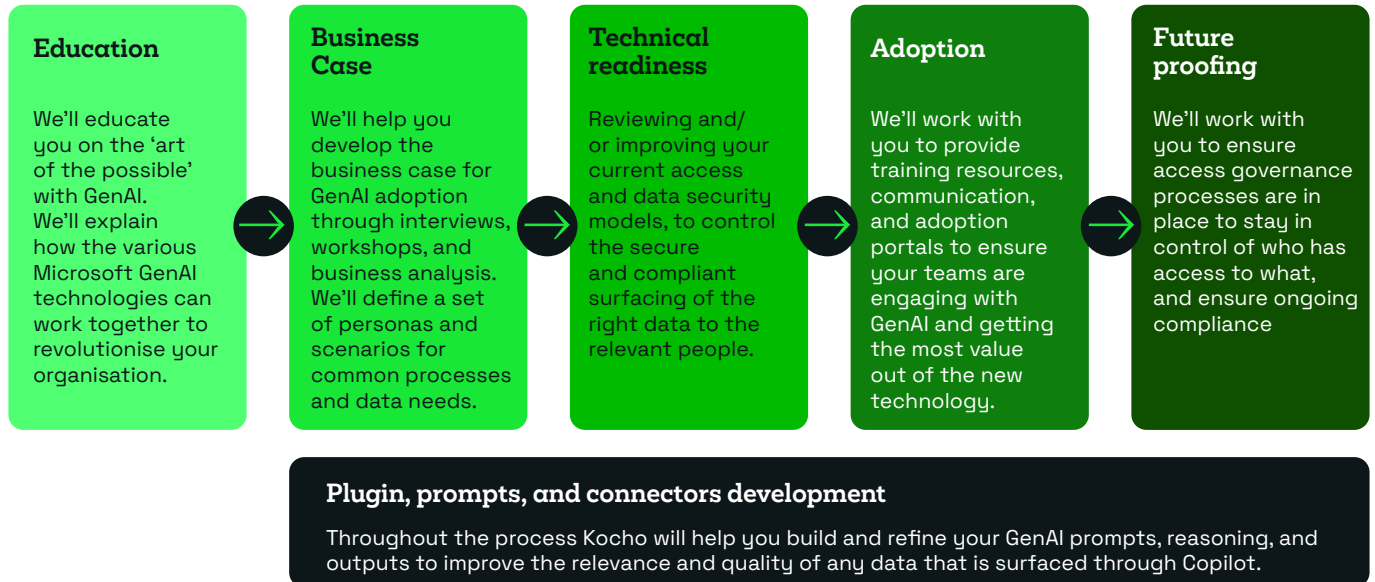 Education
We'll educate
you on the ‘art
of the possible’
with GenAI.
We'll explain
how the various
Microsoft GenAI
technologies can
work together to
revolutionise your
organisation.
Business
Case
We'll help you
develop the
business case for
GenAI adoption
through interviews,
workshops, and
business analysis.
We'll define a set
of personas and
scenarios for
common processes
and data needs.
Technical
readiness
Reviewing and/
or improving your
current access
and data security
models, to control
the secure
and compliant
surfacing of the
right data to the
relevant people.
Adoption
We'll work with
you to provide
training resources,
communication,
and adoption
portals to ensure
your teams are
engaging with
GenAI and getting
the most value
out of the new
technology.
Future
proofing
We'll work with
you to ensure
access governance
processes are in
place to stay in
control of who has
access to what,
and ensure ongoing
compliance
Plugin, prompts, and connectors development
Throughout the process Kocho will help you build and refine your GenAI prompts, reasoning, and
outputs to improve the relevance and quality of any data that is surfaced through Copilot.